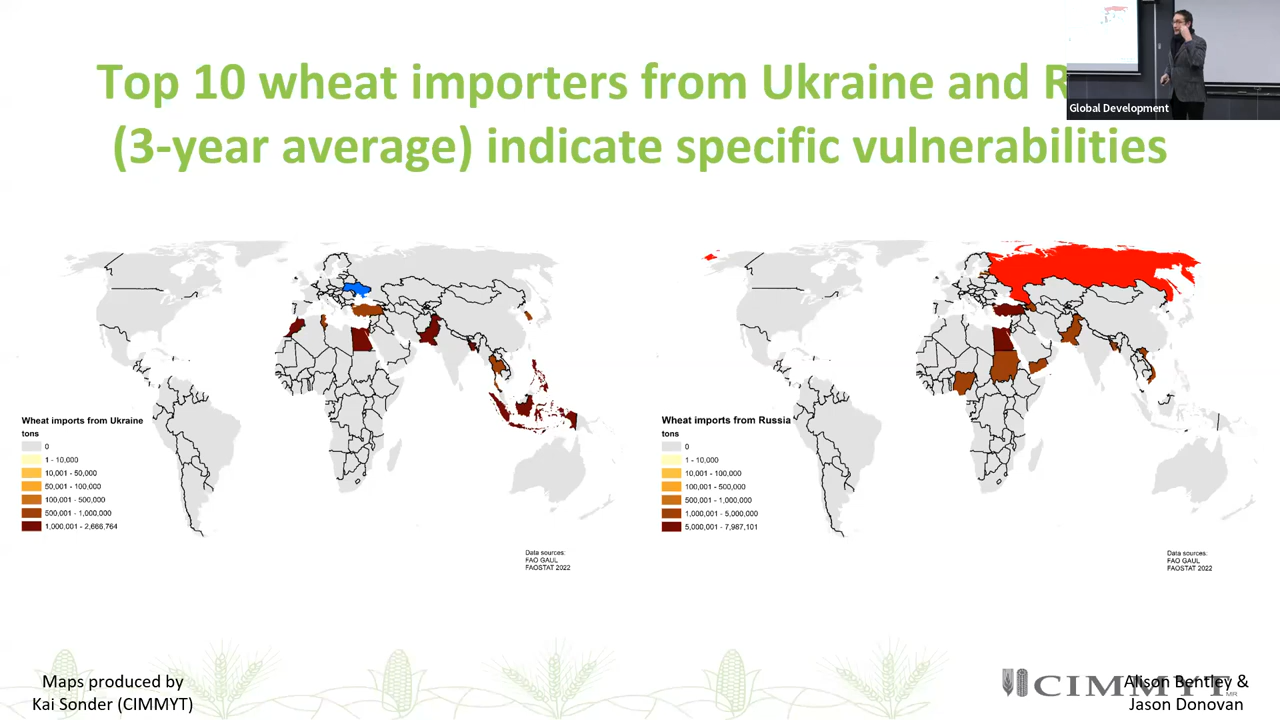 Top 10 wheat importers from Ukraine and R
(3-year average) indicate specific vulnerabilities
Global Development
Wheat imports from Ukraine
tons
0
1 - 10,000
10,001 - 50,000
50,001 - 100,000
100,001 - 500,000
500,001 - 1,000,000
1,000,001 - 2,666,764
Data sources:
FAO GAUL
FAOSTAT 2022
Wheat imports from Russia
tons
0
1 - 10,000
10,001 - 100,000
100,001 - 500,000
500,001 - 1,000,000
1,000,001 - 5,000,000
5,000,001 - 7,987,101
Data sources:
FAO GAUL
FAOSTAT 2022
Maps produced by
Kai Sonder (CIMMYT)
CIMMYT
MR
Alison Bentley &
Jason Donovan